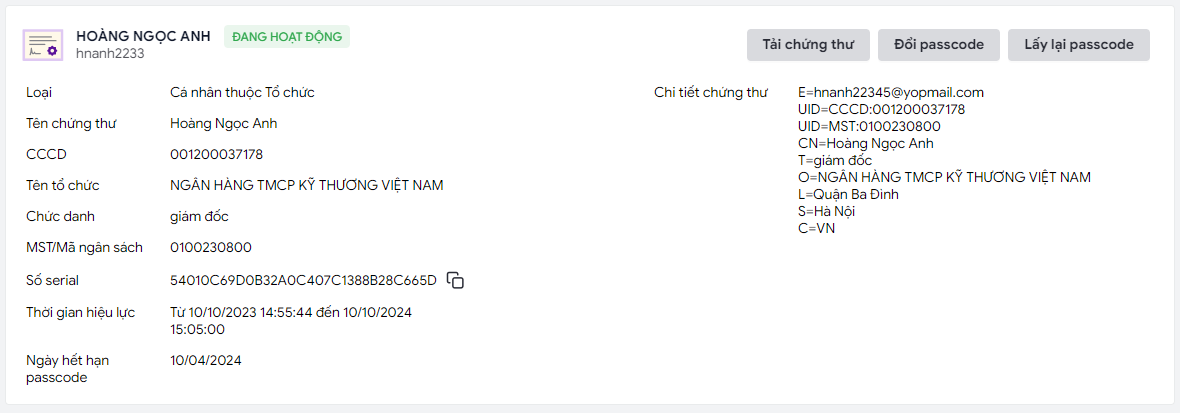 HOÀNG NGỌC ANH ĐANG HOẠT ĐỘNG
hnanh2233
Tải chứng thư Đổi passcode Lấy lại passcode
Loại Cá nhân thuộc Tổ chức
Tên chứng thư Hoàng Ngọc Anh
CCCD 001200037178
Tên tổ chức NGÂN HÀNG TMCP KỸ THƯƠNG VIỆT NAM
Chức danh giám đốc
MST/Mã ngân sách 0100230800
Số serial 54010C69D0B32A0C407C1388B28C665D
Thời gian hiệu lực Từ 10/10/2023 14:55:44 đến 10/10/2024
15:05:00
Ngày hết hạn 10/04/2024
passcode
Chi tiết chứng thư E=hnanh22345@yopmail.com
UID=CCCD:001200037178
UID=MST:0100230800
CN=Hoàng Ngọc Anh
T=giám đốc
O=NGÂN HÀNG TMCP KỸ THƯƠNG VIỆT NAM
L=Quận Ba Đình
S=Hà Nội
C=VN